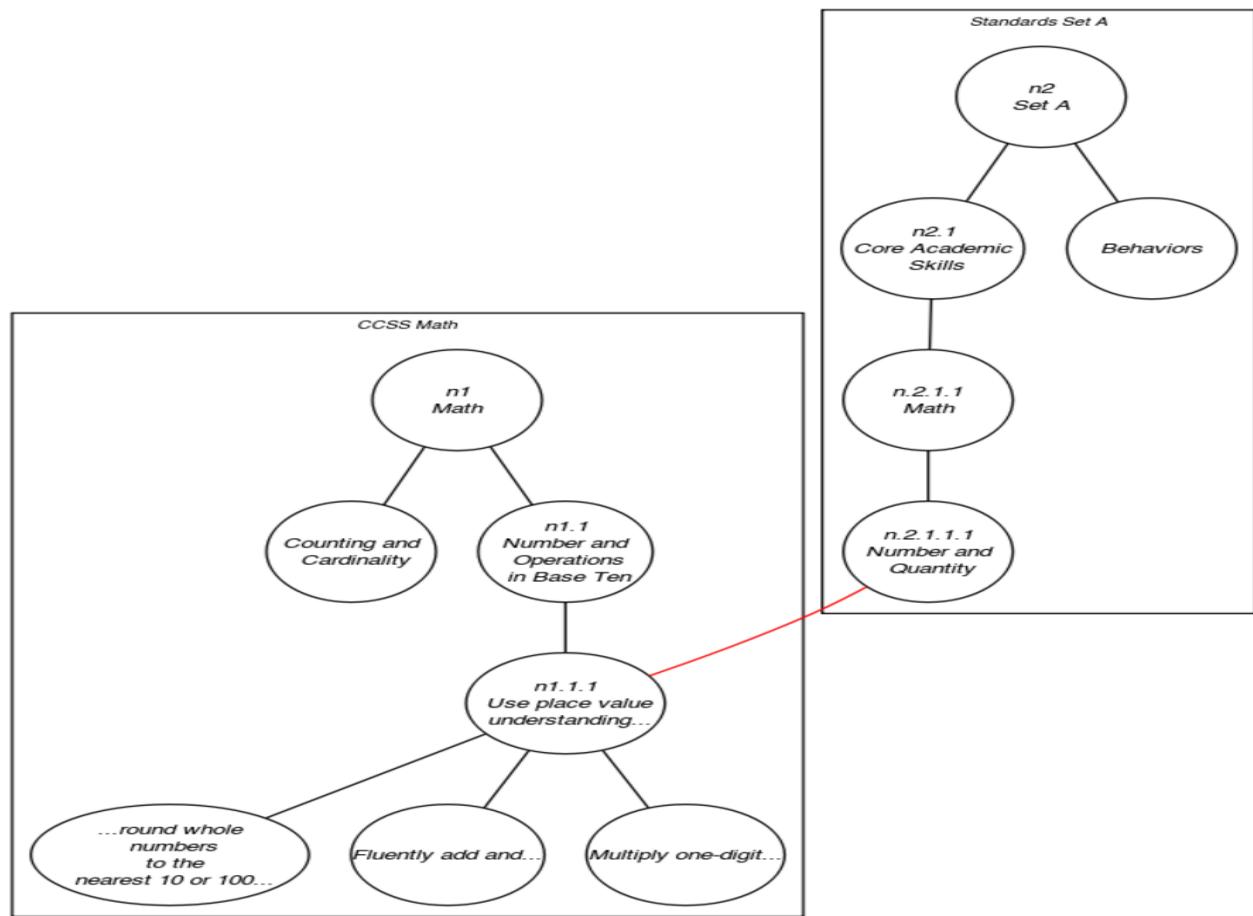 Standards Set A
n2
Set A
n2.1
Core Academic
Skills
Behaviors
CCSS Math
n1
Math
n.2.1.1
Math
Counting and
Cardinality
n1.1
Number and
Operations
in Base Ten
n.2.1.1.1
Number and
Quantity
n1.1.1
Use place value
understanding...
...round whole
numbers
to the
nearest 10 or 100...
Fluently add and...
Multiply one-digit...